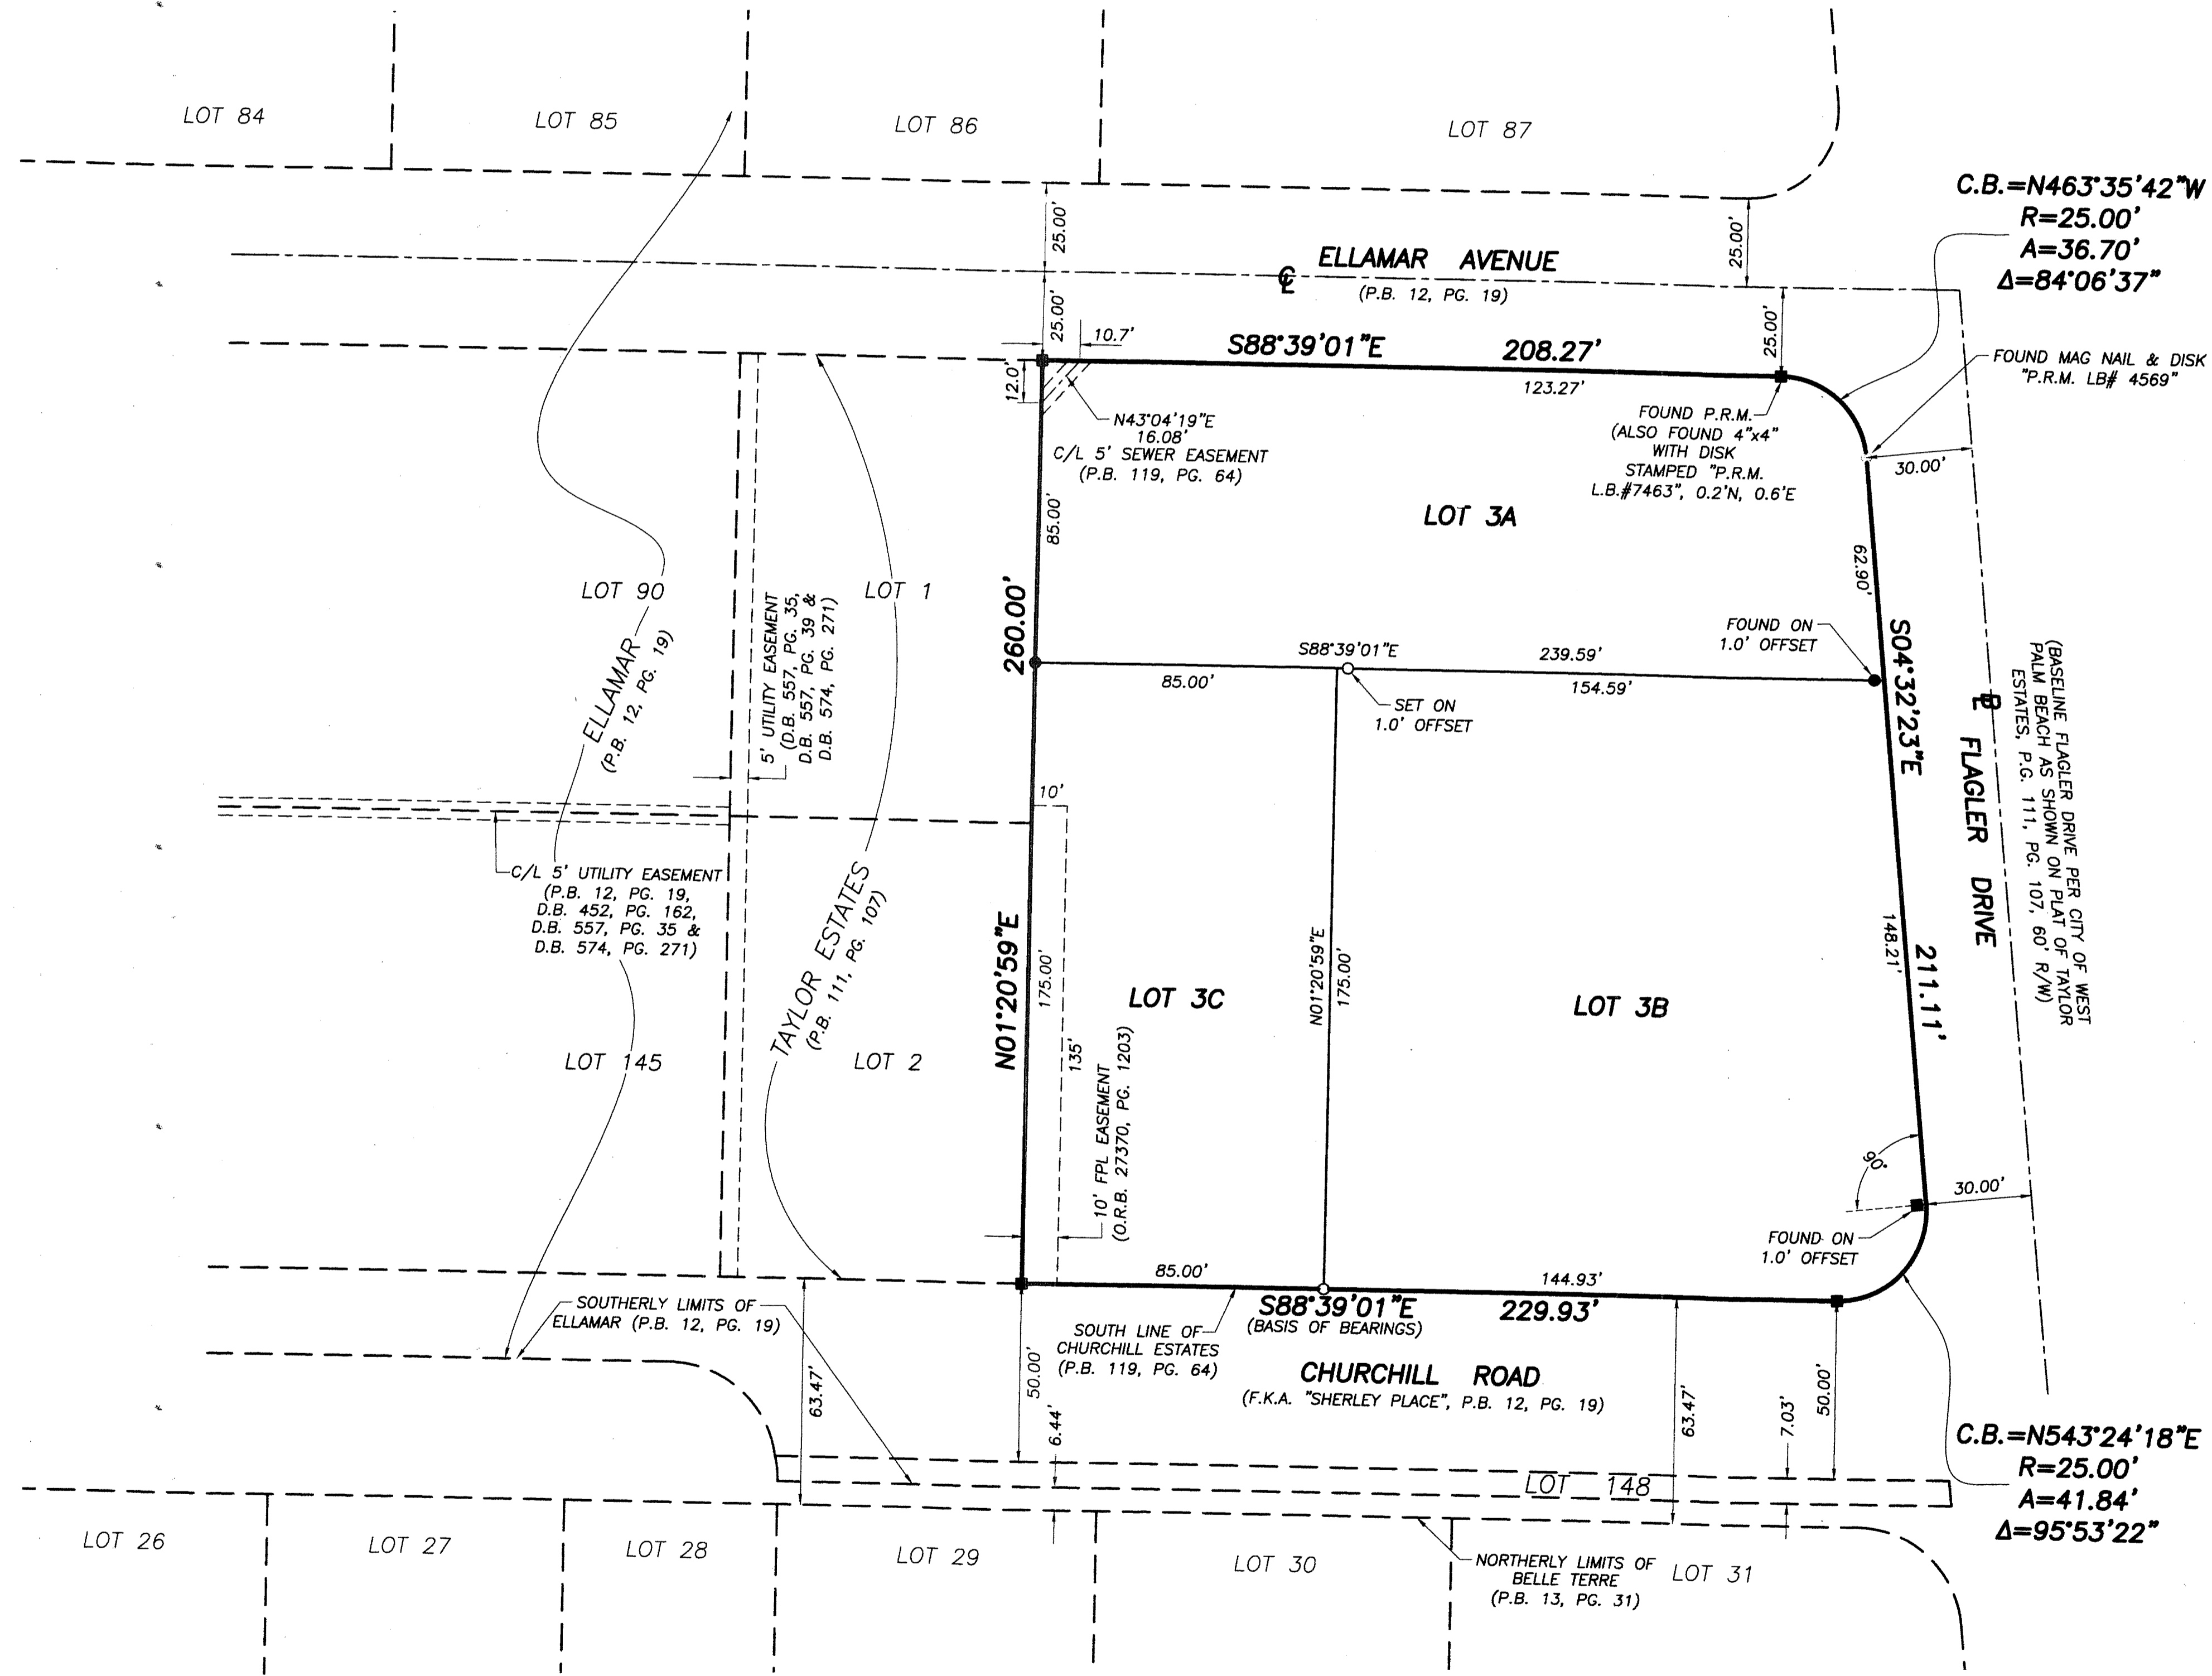 LOT 84
LOT 85
LOT 86
LOT 87
C.B.=N463°35'42"W
R=25.00'
A=36.70'
Δ=84°06'37"
25.00'
25.00'
ELLAMAR AVENUE
(P.B. 12, PG. 19)
25.00'
25.00'
10.7'
12.0'
S88°39'01"E
208.27'
123.27'
FOUND MAG NAIL & DISK
"P.R.M. LB# 4569"
N43°04'19"E
16.08'
C/L 5' SEWER EASEMENT
(P.B. 119, PG. 64)
FOUND P.R.M.
(ALSO FOUND 4"x4"
WITH DISK
STAMPED "P.R.M.
L.B.#7463", 0.2'N, 0.6'E
30.00'
85.00'
LOT 3A
62.90'
LOT 90
LOT 1
ELLAMAR
(P.B. 12, PG. 19)
5' UTILITY EASEMENT
(D.B. 557, PG. 35,
D.B. 557, PG. 39 &
D.B. 574, PG. 271)
260.00'
FOUND ON
1.0' OFFSET
S88°39'01"E
239.59'
85.00'
154.59'
SET ON
1.0' OFFSET
S04°32'23"E
FLAGLER DRIVE
(BASELINE FLAGLER DRIVE PER CITY OF WEST
PALM BEACH AS SHOWN ON PLAT OF TAYLOR
ESTATES, P.G. 111, PG. 107, 60' R/W)
10'
C/L 5' UTILITY EASEMENT
(P.B. 12, PG. 19,
D.B. 452, PG. 162,
D.B. 557, PG. 35 &
D.B. 574, PG. 271)
TAYLOR ESTATES
(P.B. 111, PG. 107)
N01°20'59"E
175.00'
135'
N01°20'59"E
175.00'
LOT 3C
LOT 3B
148.21'
211.11'
LOT 145
LOT 2
10' FPL EASEMENT
(O.R.B. 27370, PG. 1203)
90°
30.00'
FOUND ON
1.0' OFFSET
85.00'
144.93'
S88°39'01"E
229.93'
(BASIS OF BEARINGS)
SOUTHERLY LIMITS OF
ELLAMAR (P.B. 12, PG. 19)
SOUTH LINE OF
CHURCHILL ESTATES
(P.B. 119, PG. 64)
CHURCHILL ROAD
(F.K.A. "SHERLEY PLACE", P.B. 12, PG. 19)
63.47'
50.00'
6.44'
63.47'
7.03'
50.00'
C.B.=N543°24'18"E
R=25.00'
A=41.84'
Δ=95°53'22"
LOT 148
LOT 26
LOT 27
LOT 28
LOT 29
LOT 30
NORTHERLY LIMITS OF
BELLE TERRE
(P.B. 13, PG. 31)
LOT 31